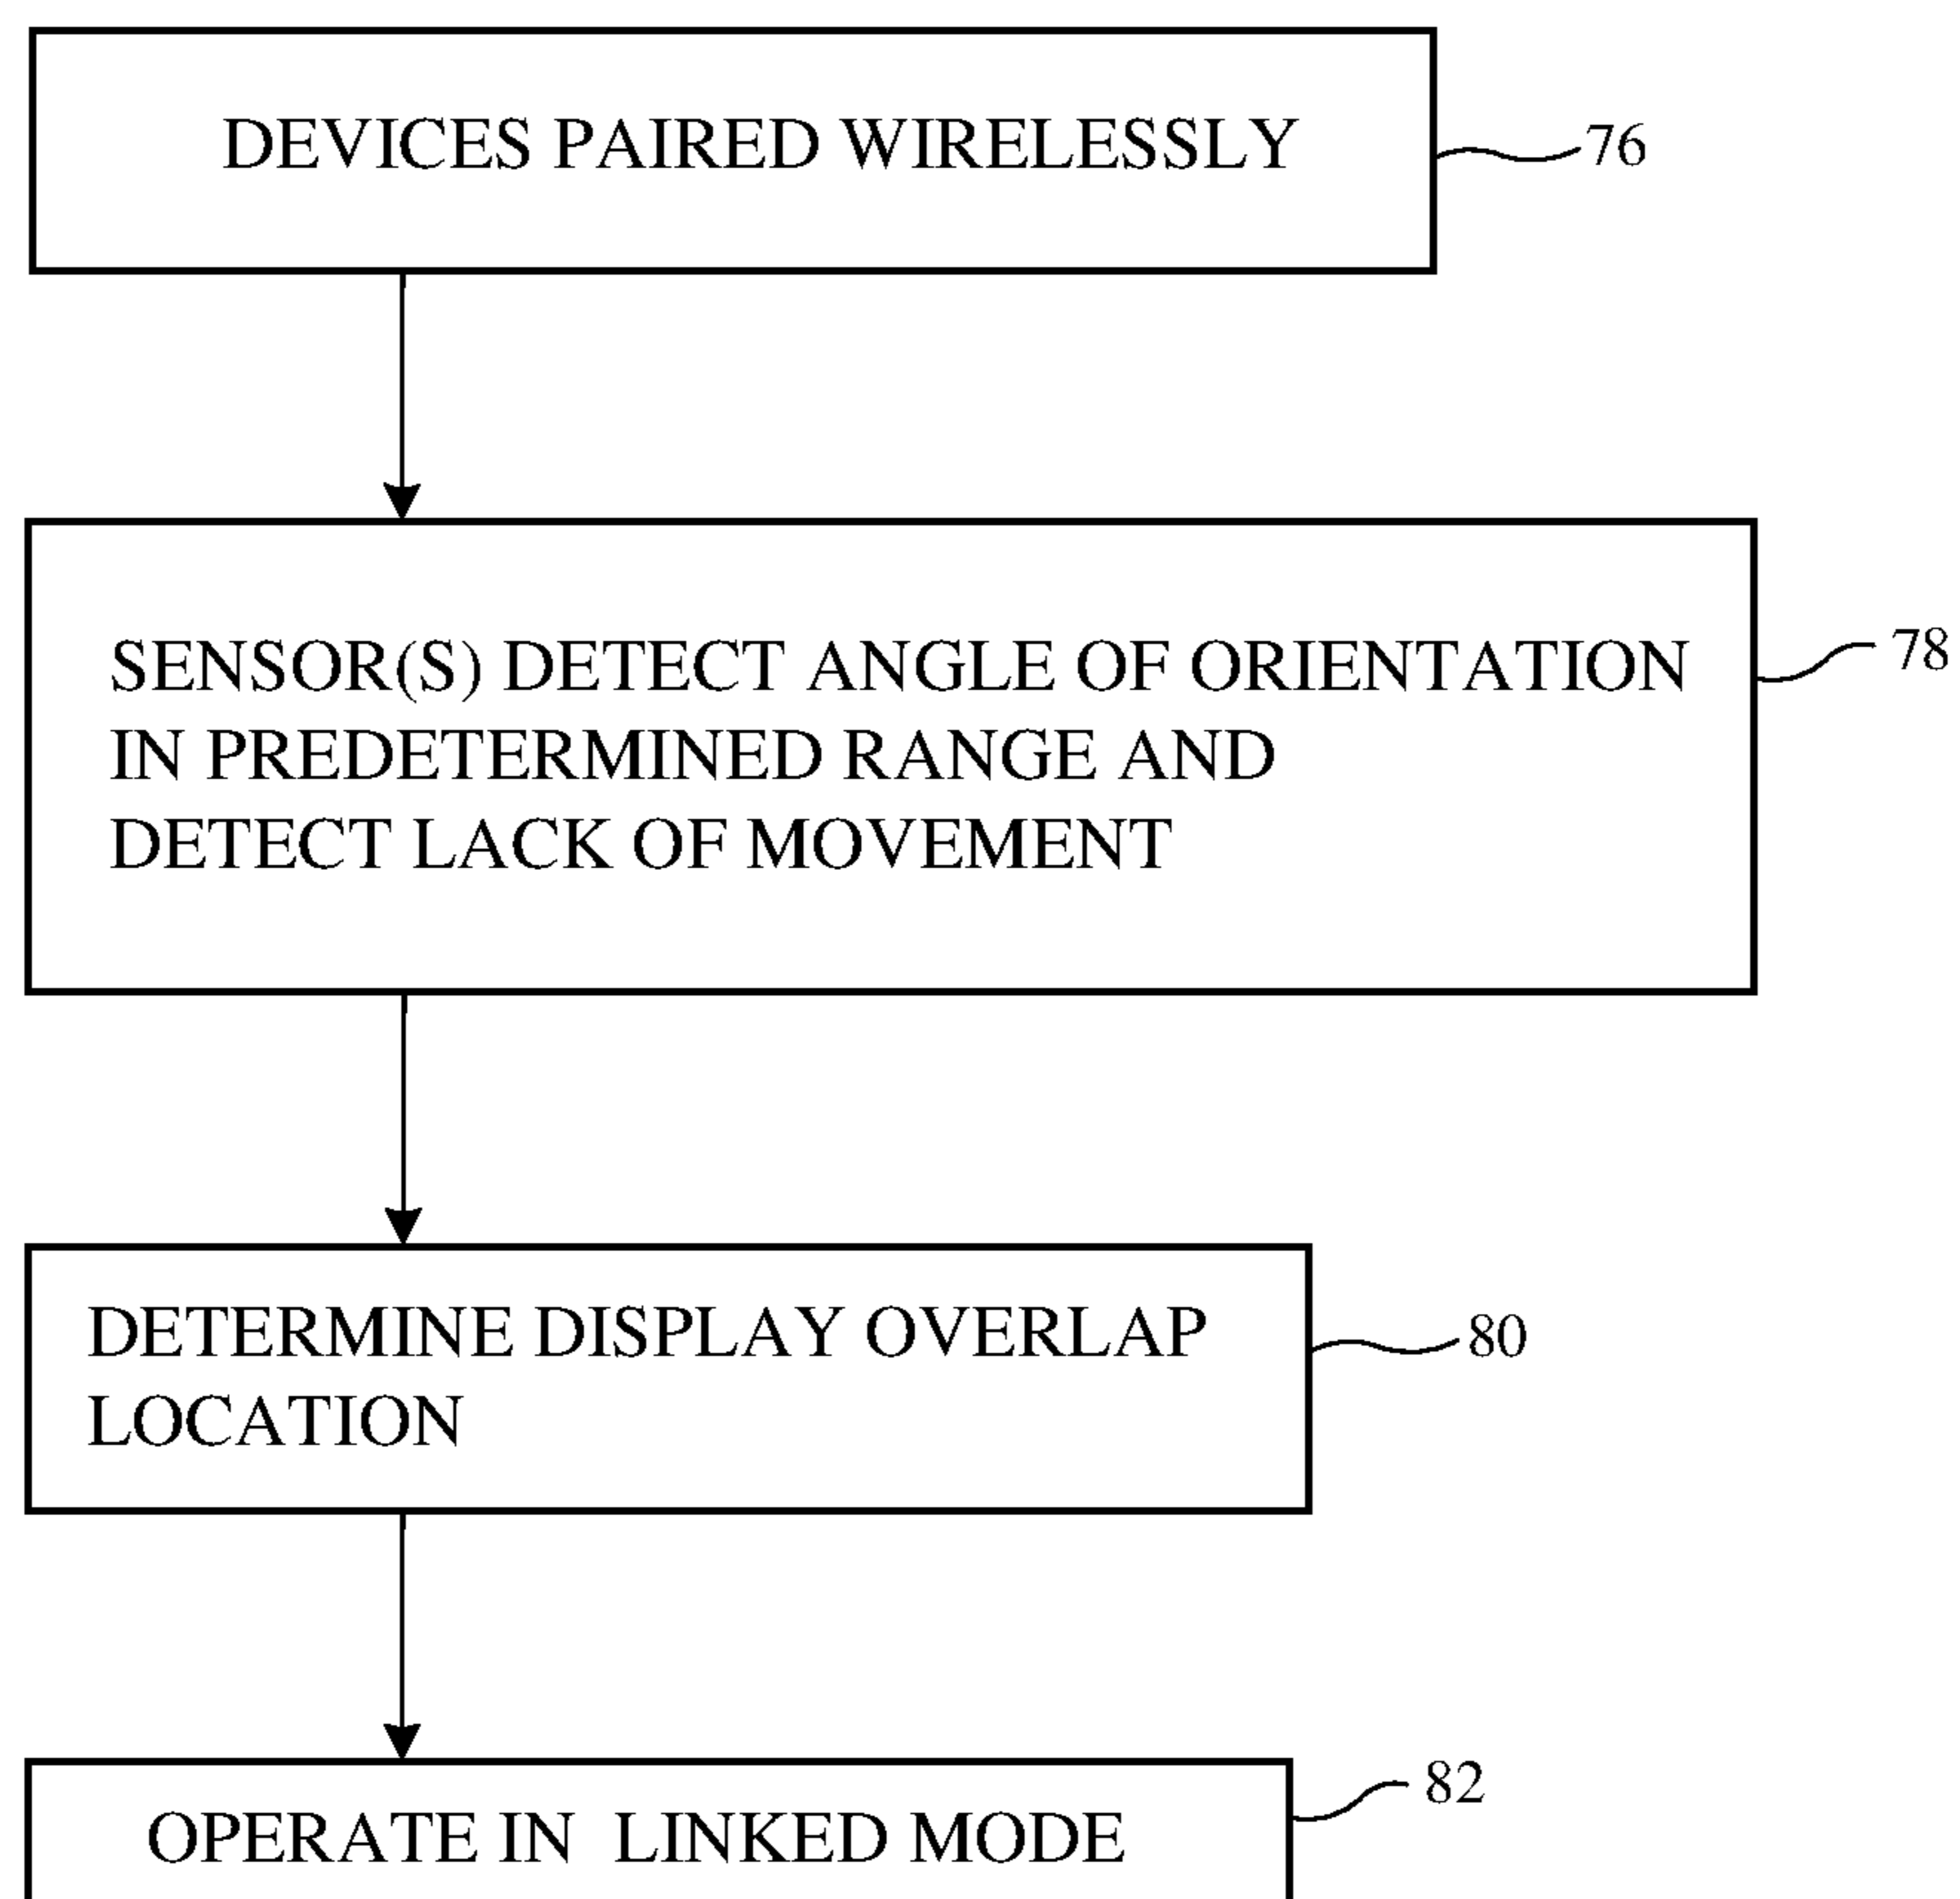 DEVICES PAIRED WIRELESSLY
76
SENSOR(S) DETECT ANGLE OF ORIENTATION
IN PREDETERMINED RANGE AND
DETECT LACK OF MOVEMENT
78
DETERMINE DISPLAY OVERLAP
LOCATION
80
OPERATE IN LINKED MODE
82